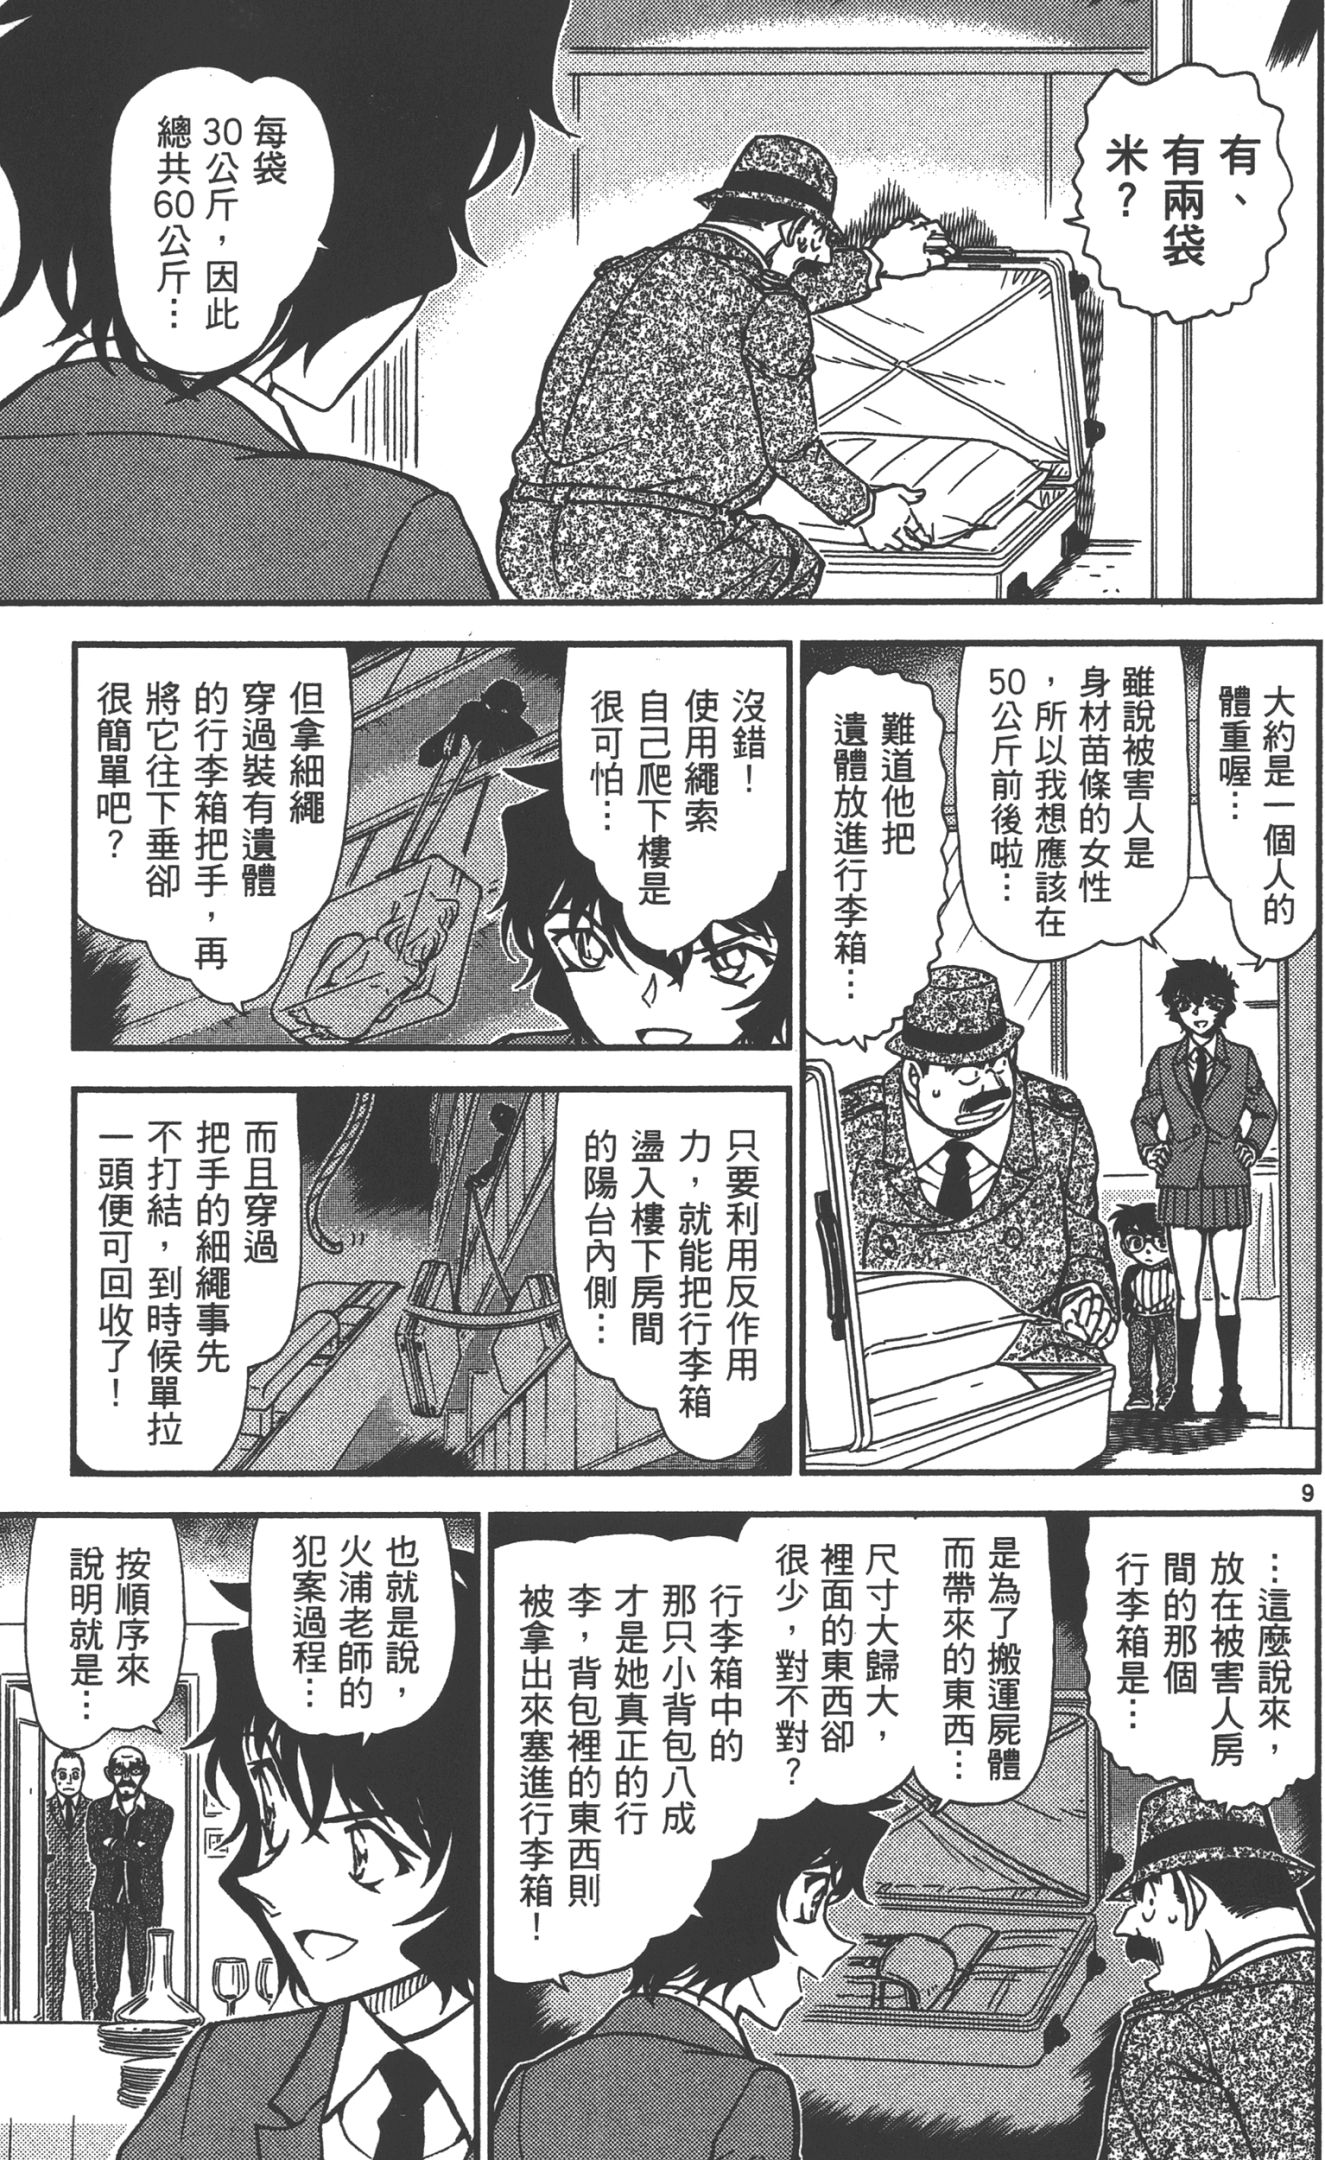 有、
有兩袋
米？
每袋
30公斤，因此
總共60公斤…
大約是一個人的
體重喔…
雖說被害人是
身材苗條的女性
，所以我想應該在
50公斤前後啦…
難道他把
遺體放進行李箱…
沒錯！
使用繩索
自己爬下樓是
很可怕…
但拿細繩
穿過裝有遺體
的行李箱把手，再
將它往下垂卻
很簡單吧？
只要利用反作用
力，就能把行李箱
盪入樓下房間
的陽台內側…
而且穿過
把手的細繩事先
不打結，到時候單拉
一頭便可回收了！
9
…這麼說來，
放在被害人房
間的那個
行李箱是…
是為了搬運屍體
而帶來的東西…
尺寸大歸大，
裡面的東西卻
很少，對不對？
行李箱中的
那只小背包八成
才是她真正的行
李，背包裡的東西則
被拿出來塞進行李箱！
也就是說，
火浦老師的
犯案過程…
按順序來
說明就是…